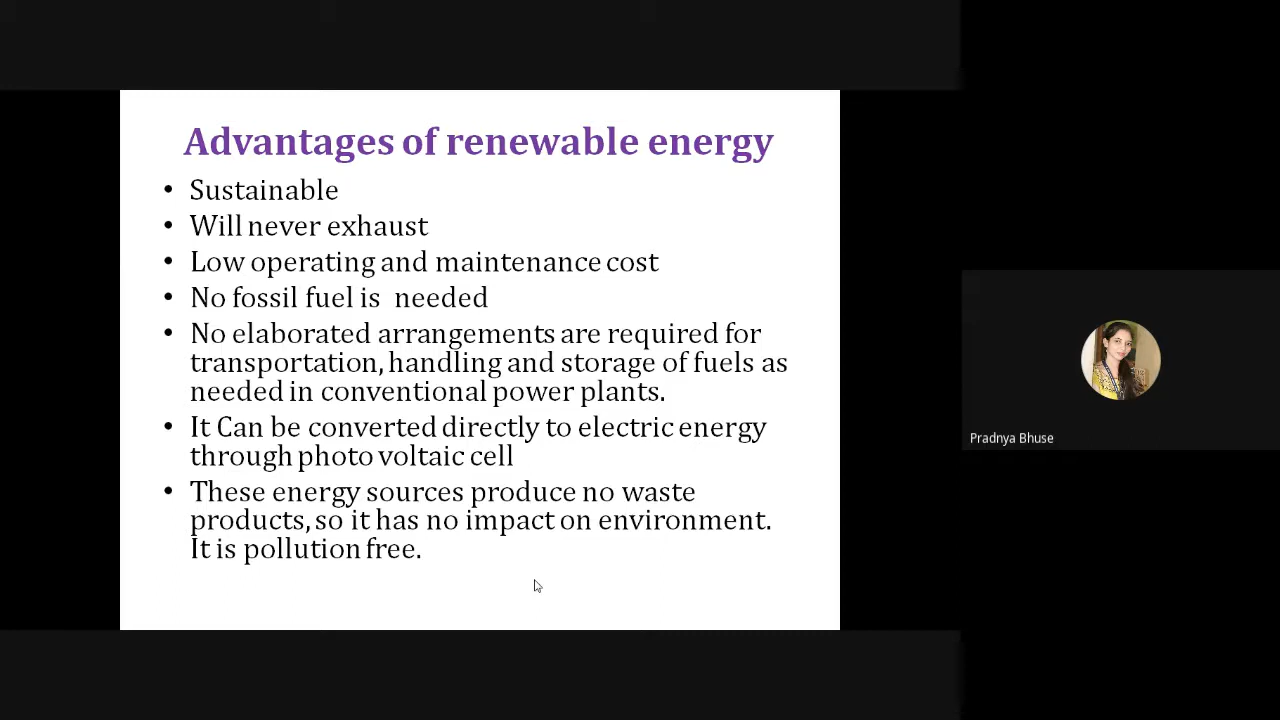 Advantages of renewable energy
• Sustainable
• Will never exhaust
• Low operating and maintenance cost
• No fossil fuel is  needed
• No elaborated arrangements are required for
transportation, handling and storage of fuels as
needed in conventional power plants.
• It Can be converted directly to electric energy
through photo voltaic cell
• These energy sources produce no waste
products, so it has no impact on environment.
It is pollution free.
Pradnya Bhuse